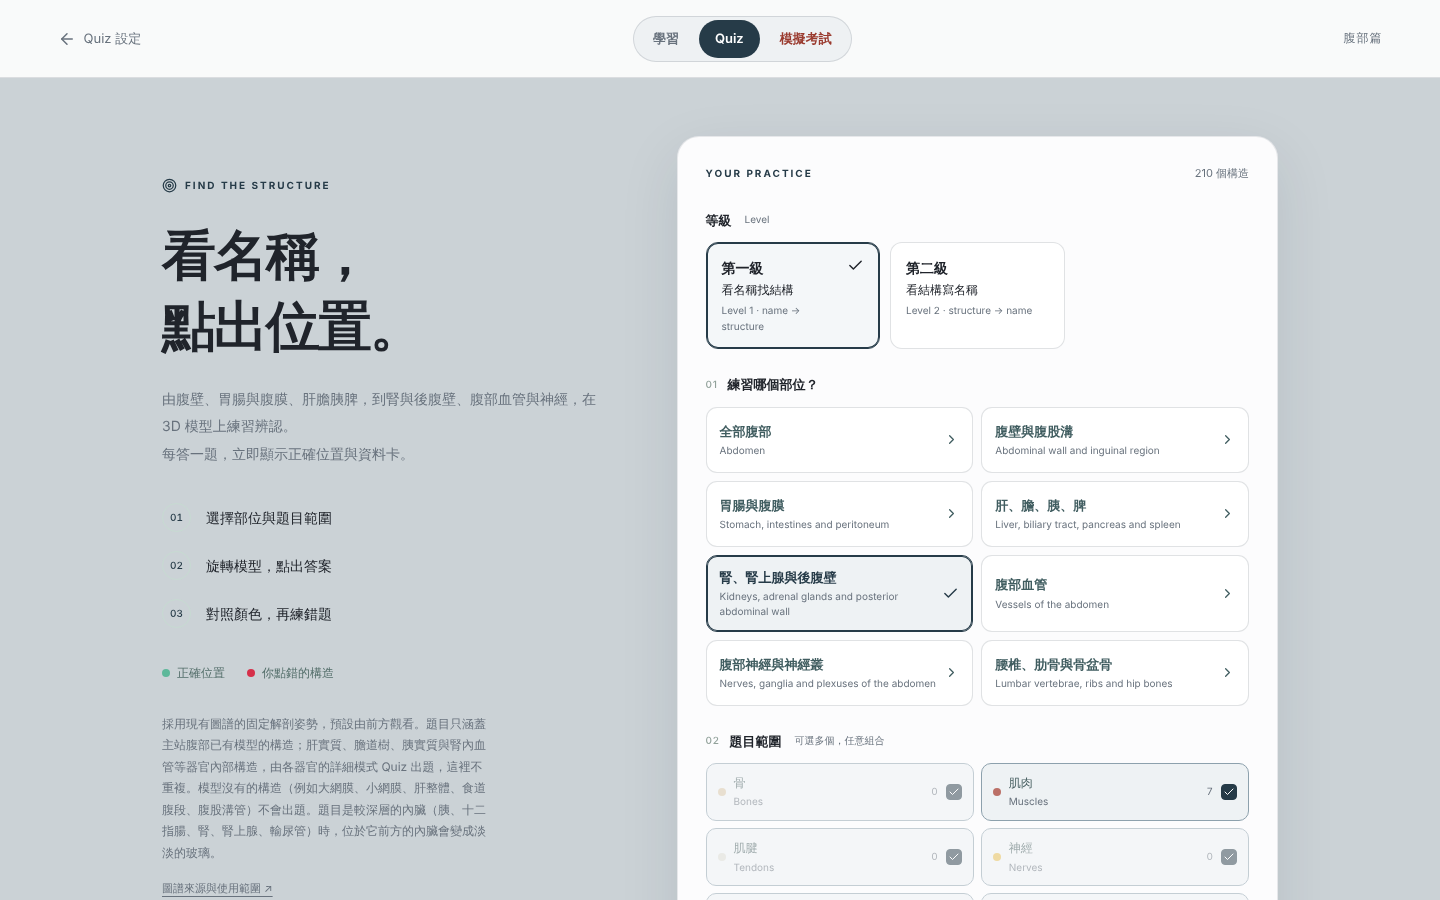 Quiz 設定
學習
Quiz
模擬考試
腹部篇
FIND THE STRUCTURE
看名稱，
點出位置。
由腹壁、胃腸與腹膜、肝膽胰脾，到腎與後腹壁、腹部血管與神經，在
3D 模型上練習辨認。
每答一題，立即顯示正確位置與資料卡。
01 選擇部位與題目範圍
02 旋轉模型，點出答案
03 對照顏色，再練錯題
正確位置
你點錯的構造
採用現有圖譜的固定解剖姿勢，預設由前方觀看。題目只涵蓋
主站腹部已有模型的構造；肝實質、膽道樹、胰實質與腎內血
管等器官內部構造，由各器官的詳細模式 Quiz 出題，這裡不
重複。模型沒有的構造（例如大網膜、小網膜、肝整體、食道
腹段、腹股溝管）不會出題。題目是較深層的內臟（胰、十二
指腸、腎、腎上腺、輸尿管）時，位於它前方的內臟會變成淡
淡的玻璃。
圖譜來源與使用範圍 ↗
YOUR PRACTICE
210 個構造
等級 Level
第一級
看名稱找結構
Level 1 · name →
structure
第二級
看結構寫名稱
Level 2 · structure → name
01 練習哪個部位？
全部腹部
Abdomen
腹壁與腹股溝
Abdominal wall and inguinal region
胃腸與腹膜
Stomach, intestines and peritoneum
肝、膽、胰、脾
Liver, biliary tract, pancreas and spleen
腎、腎上腺與後腹壁
Kidneys, adrenal glands and posterior
abdominal wall
腹部血管
Vessels of the abdomen
腹部神經與神經叢
Nerves, ganglia and plexuses of the abdomen
腰椎、肋骨與骨盆骨
Lumbar vertebrae, ribs and hip bones
02 題目範圍 可選多個，任意組合
骨
Bones
0
肌肉
Muscles
7
肌腱
Tendons
0
神經
Nerves
0